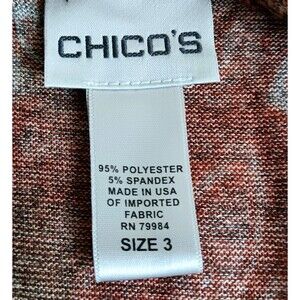 CHICO'S
95% POLYESTER
5% SPANDEX
MADE IN USA
OF IMPORTED
FABRIC
RN 79984
SIZE 3